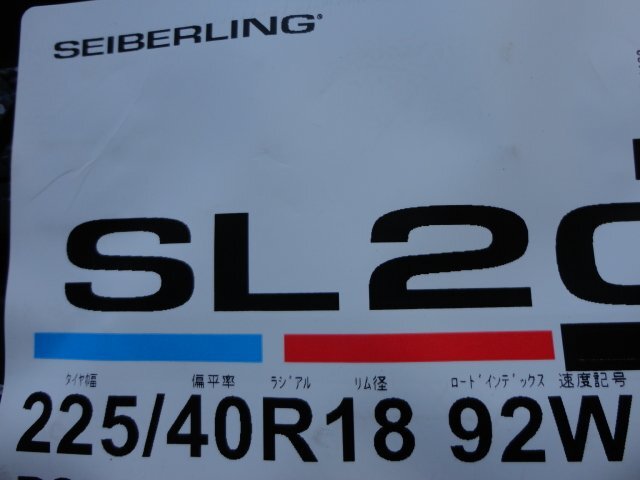 SEIBERLING®
SL20
タイヤ幅 偏平率 ラジアル リム径 ロードインデックス 速度記号
225/40R18 92W